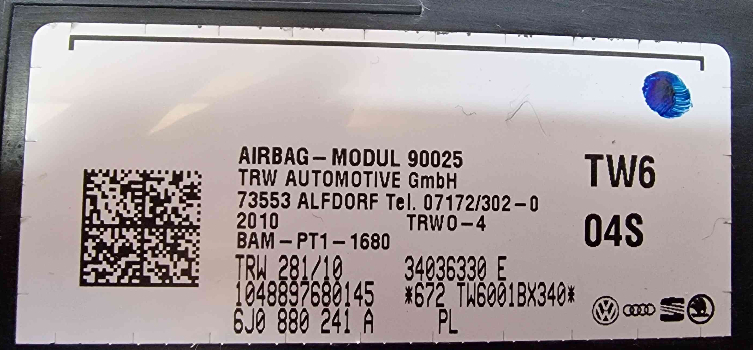 AIRBAG-MODUL 90025
TRW AUTOMOTIVE GmbH
73553 ALFDORF Tel. 07172/302-0
2010 TRWO-4
BAM-PT1-1680
TRW 281/10 34036330 E
1048897680145 *672 TW6001BX340*
6J0 880 241 A PL
TW6
04S